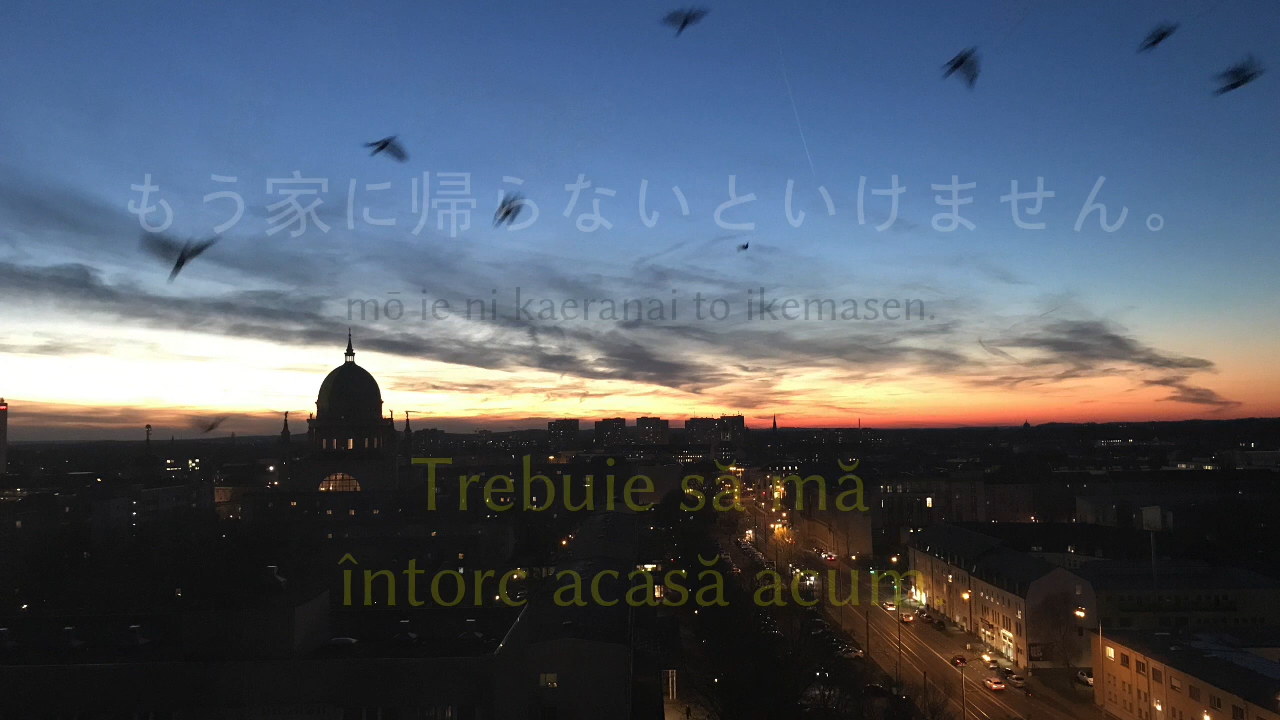 もう家に帰らないといけません。
mō ie ni kaeranai to ikemasen.
Trebuie să mă
întorc acasă acum